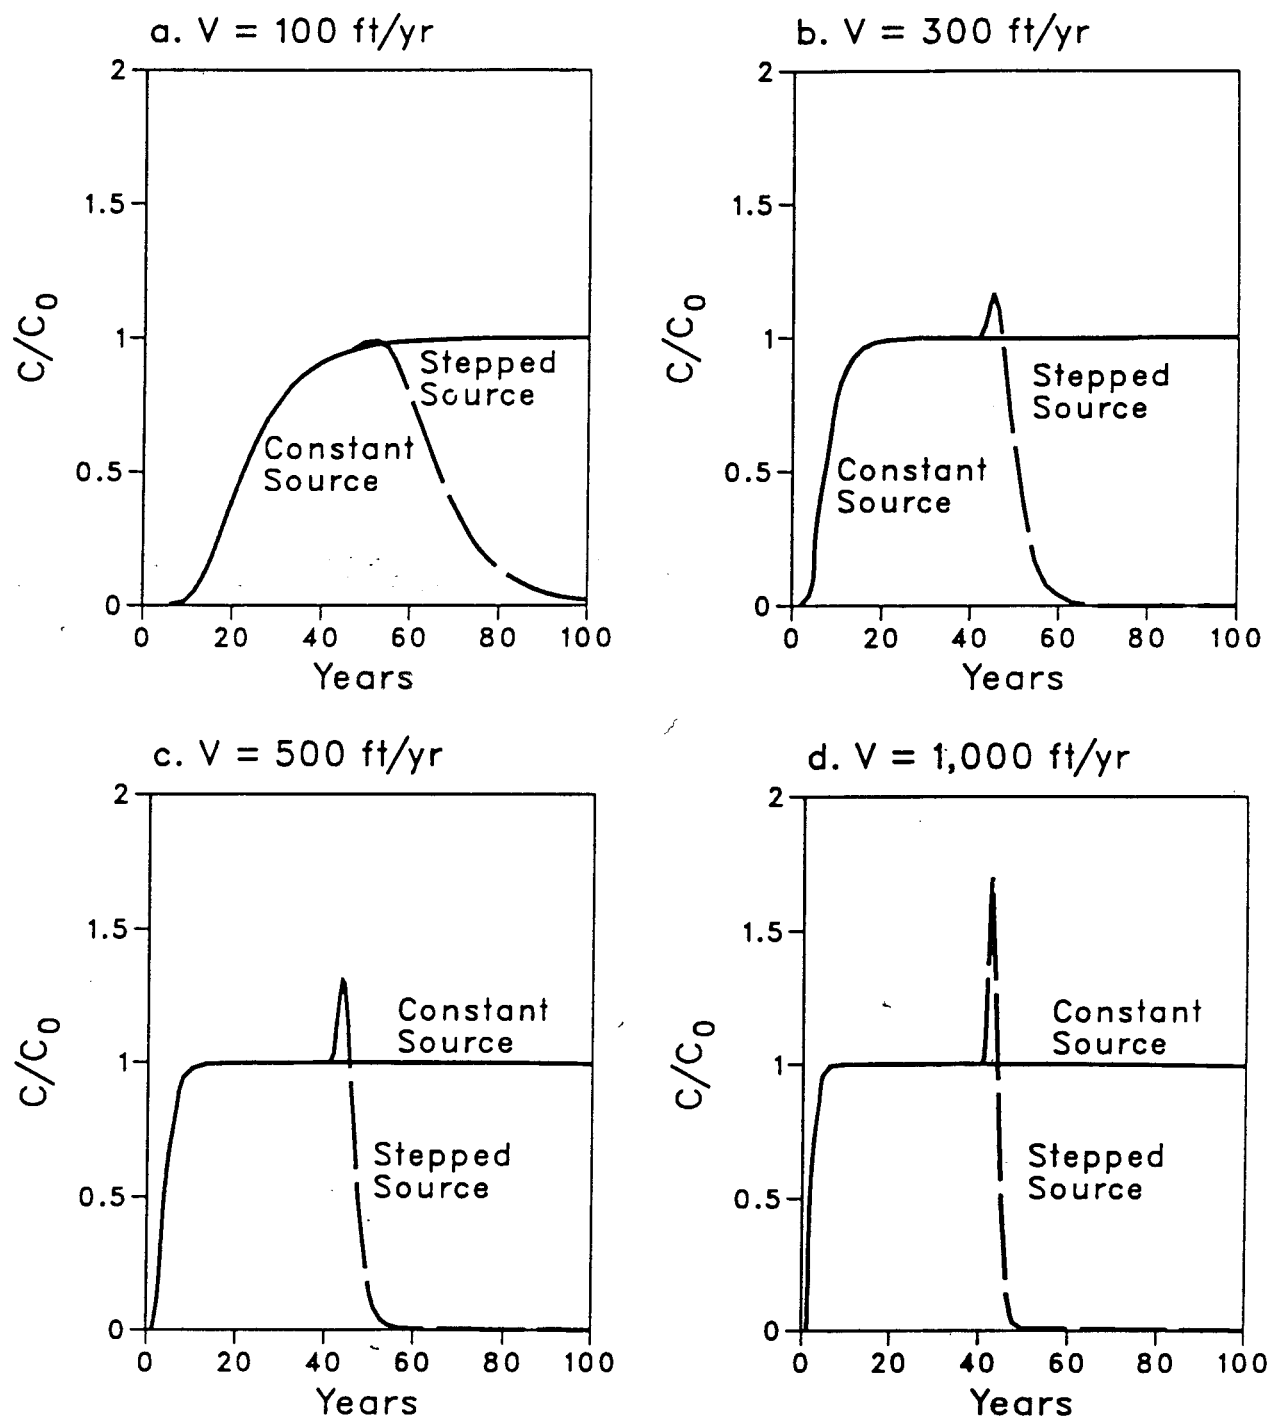 a. V = 100 ft/yr
2
1.5
1
0.5
0
C/C0
Stepped
Source
Constant
Source
0 20 40 60 80 100
Years
b. V = 300 ft/yr
2
1.5
1
0.5
0
C/C0
Stepped
Source
Constant
Source
0 20 40 60 80 100
Years
c. V = 500 ft/yr
2
1.5
1
0.5
0
C/C0
Constant
Source
Stepped
Source
0 20 40 60 80 100
Years
d. V = 1,000 ft/yr
2
1.5
1
0.5
0
C/C0
Constant
Source
Stepped
Source
0 20 40 60 80 100
Years